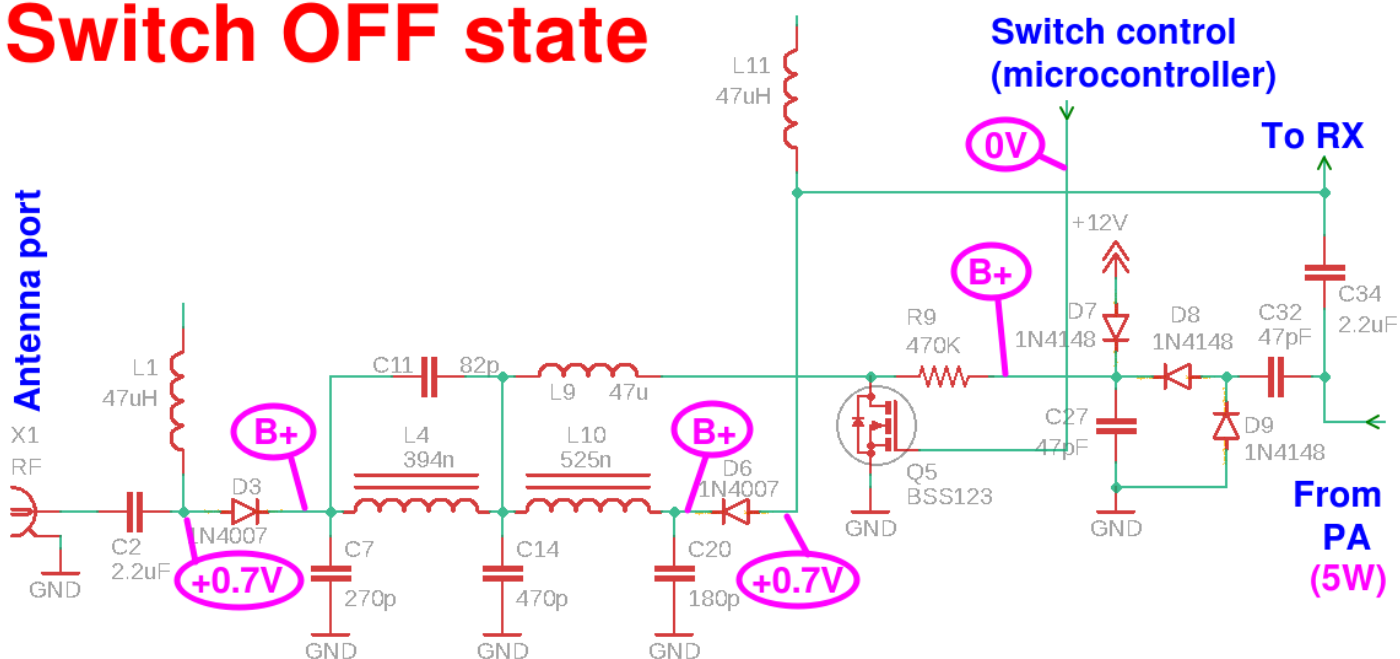 Switch OFF state
Switch control
(microcontroller)
To RX
L11
47uH
0V
+12V
Antenna port
B+
C34
2.2uF
L1
47uH
R9
470K
D7
1N4148
D8
1N4148
C32
47pF
C11
82p
L9
47u
X1
RF
B+
L4
394n
L10
525n
B+
C27
47pF
D9
1N4148
D3
1N4007
D6
1N4007
Q5
BSS123
From
PA
(5W)
C2
2.2uF
+0.7V
C7
270p
C14
470p
C20
180p
+0.7V
GND
GND
GND
GND
GND
GND